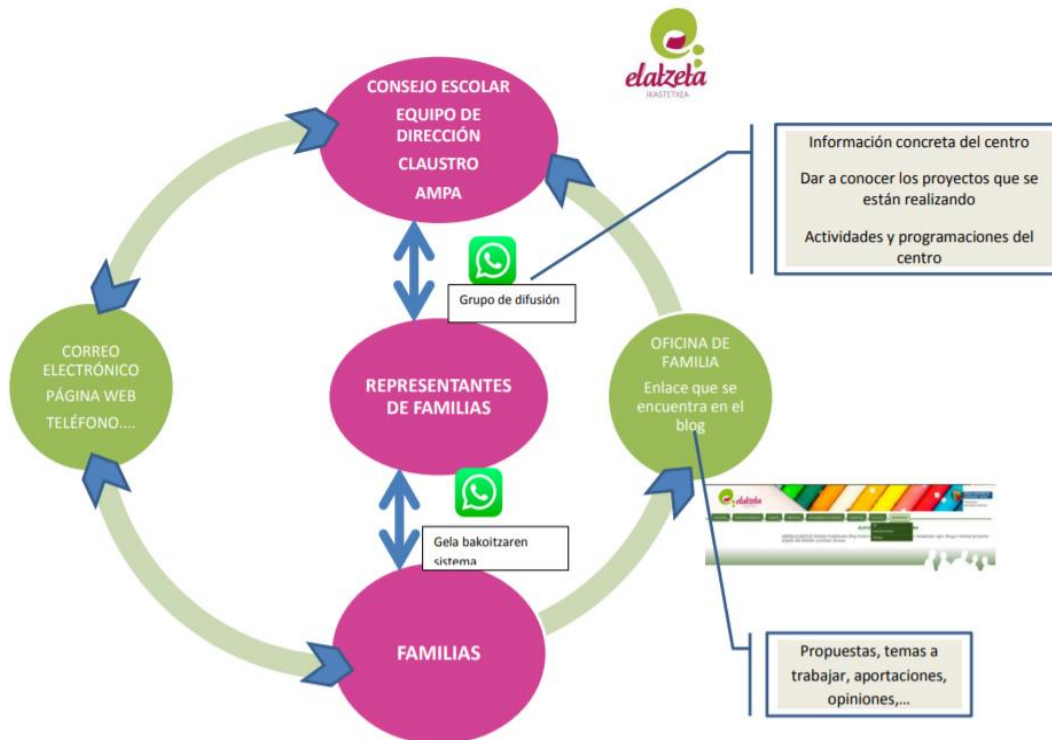 elatzeta
IKASTETXEA
CONSEJO ESCOLAR
EQUIPO DE
DIRECCIÓN
CLAUSTRO
AMPA
Información concreta del centro
Dar a conocer los proyectos que se
están realizando
Actividades y programaciones del
centro
Grupo de difusión
CORREO
ELECTRÓNICO
PÁGINA WEB
TELÉFONO....
REPRESENTANTES
DE FAMILIAS
OFICINA DE
FAMILIA
Enlace que se
encuentra en el
blog
Gela bakoitzaren
sistema
elatzeta
FAMILIAS
Propuestas, temas a
trabajar, aportaciones,
opiniones,...